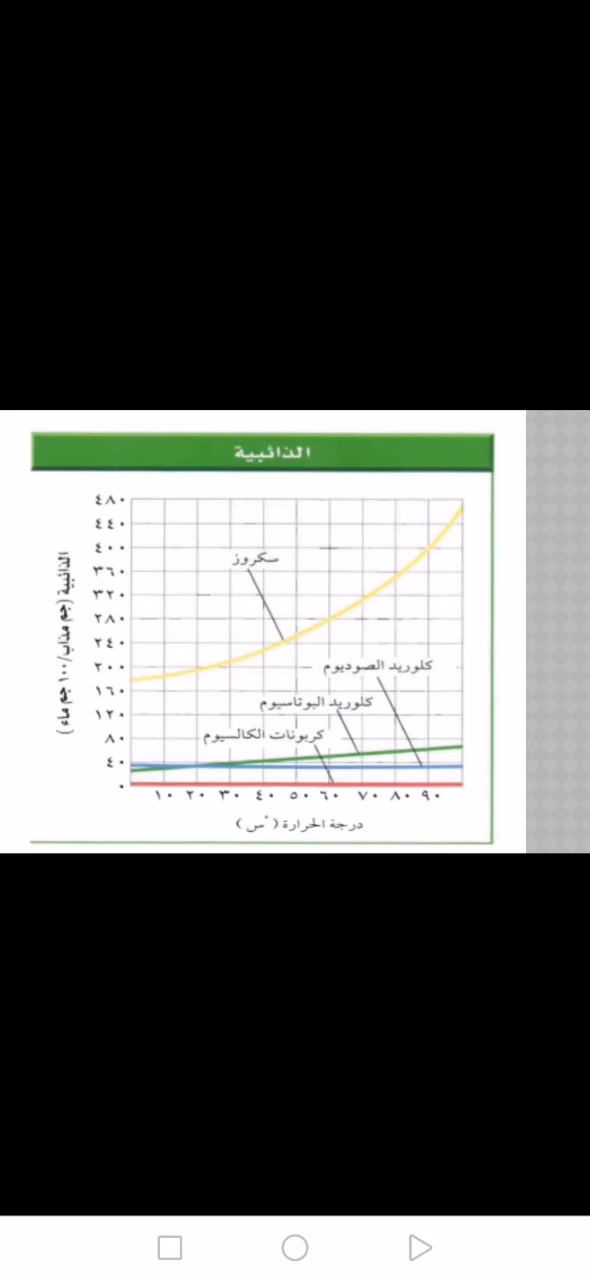 الذائبية
٤٨٠
٤٤٠
٤٠٠
٣٦٠
٣٢٠
٢٨٠
٢٤٠
٢٠٠
١٦٠
١٢٠
٨٠
٤٠
٠
الذائبية (جم مذاب/١٠٠ جم ماء)
سكروز
كلوريد الصوديوم
كلوريد البوتاسيوم
كربونات الكالسيوم
١٠ ٢٠ ٣٠ ٤٠ ٥٠ ٦٠ ٧٠ ٨٠ ٩٠
درجة الحرارة (°س)